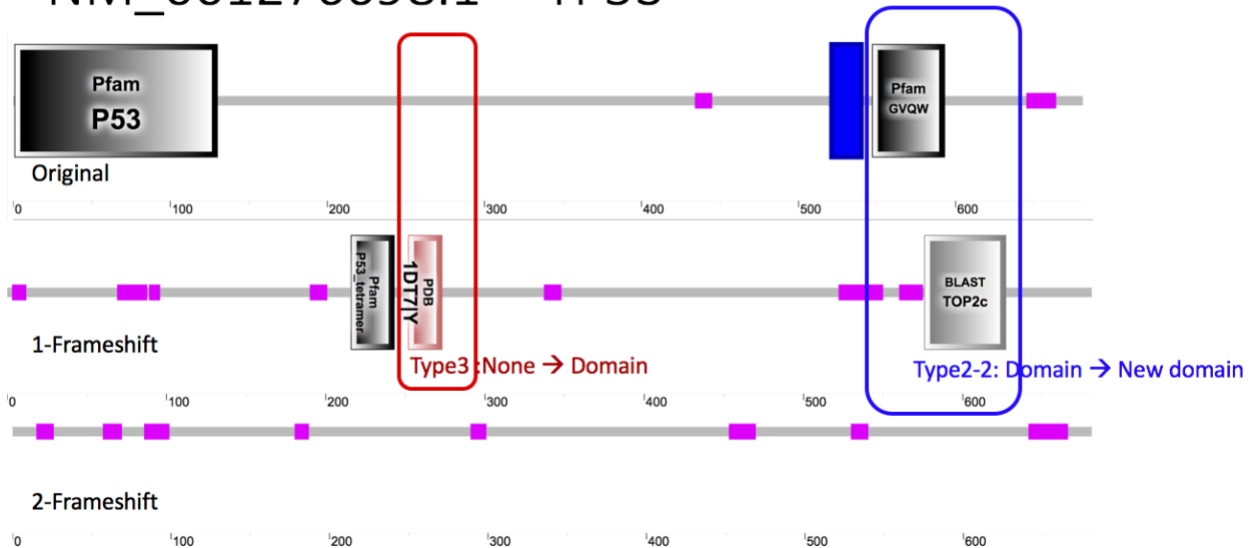 Pfam
P53
Pfam
GVQW
Original
0 100 200 300 400 500 600
Pfam
P53_tetramer
PDB
1DT7|Y
BLAST
TOP2c
1-Frameshift
Type3 :None → Domain
Type2-2: Domain → New domain
0 100 200 300 400 500 600
2-Frameshift
0 100 200 300 400 500 600